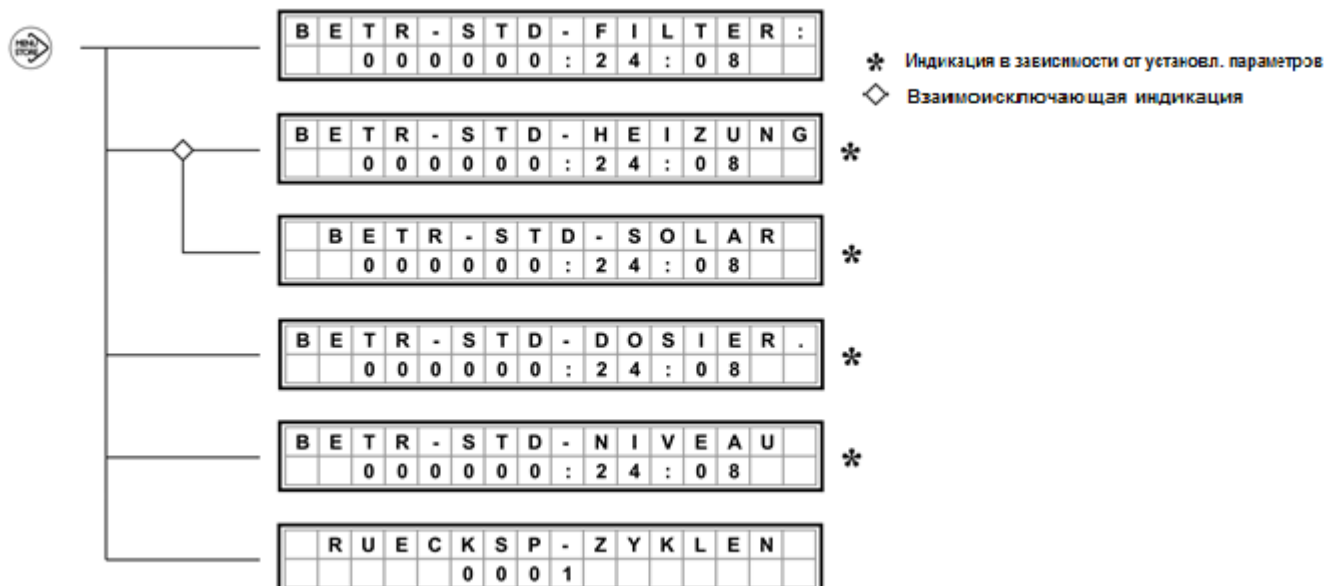 MENU
STORE
BETR-STD-FILTER:
000000:24:08
* Индикация в зависимости от установл. параметров
Взаимоисключающая индикация
BETR-STD-HEIZUNG
000000:24:08
*
BETR-STD-SOLAR
000000:24:08
*
BETR-STD-DOSIER.
000000:24:08
*
BETR-STD-NIVEAU
000000:24:08
*
RUECKSP-ZYKLEN
0001